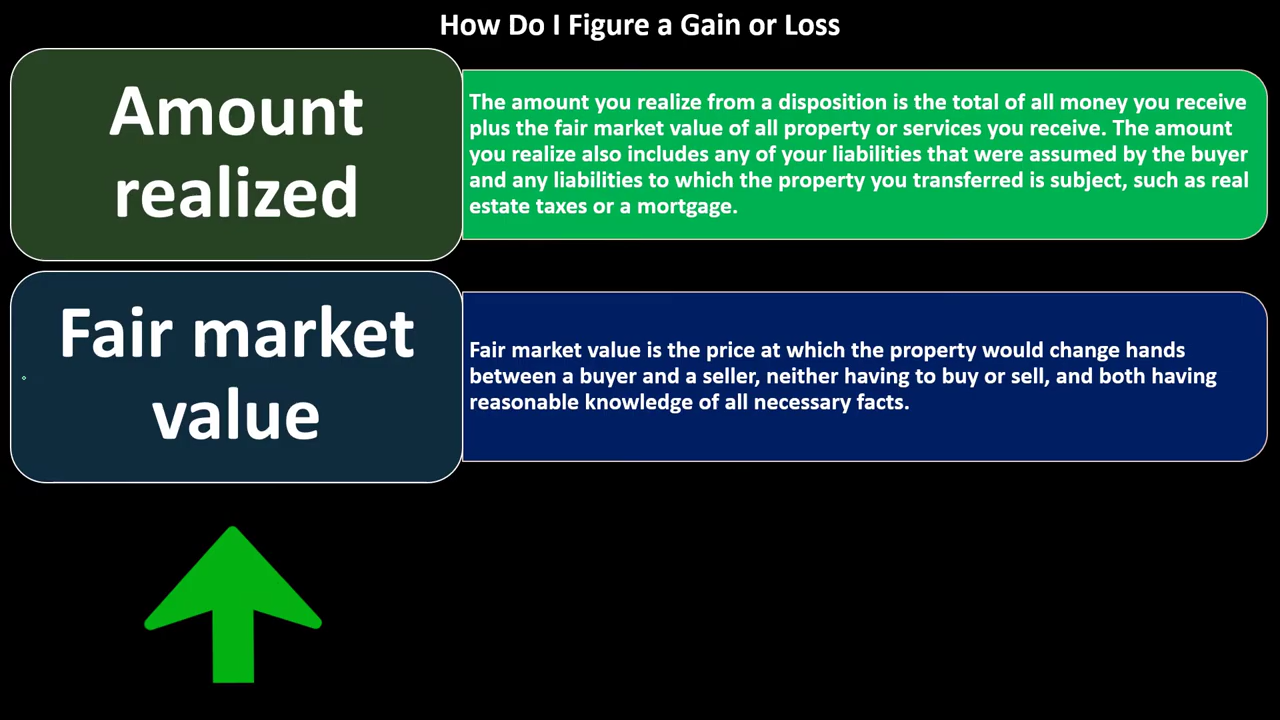 How Do I Figure a Gain or Loss
Amount
realized
The amount you realize from a disposition is the total of all money you receive
plus the fair market value of all property or services you receive. The amount
you realize also includes any of your liabilities that were assumed by the buyer
and any liabilities to which the property you transferred is subject, such as real
estate taxes or a mortgage.
Fair market
value
Fair market value is the price at which the property would change hands
between a buyer and a seller, neither having to buy or sell, and both having
reasonable knowledge of all necessary facts.